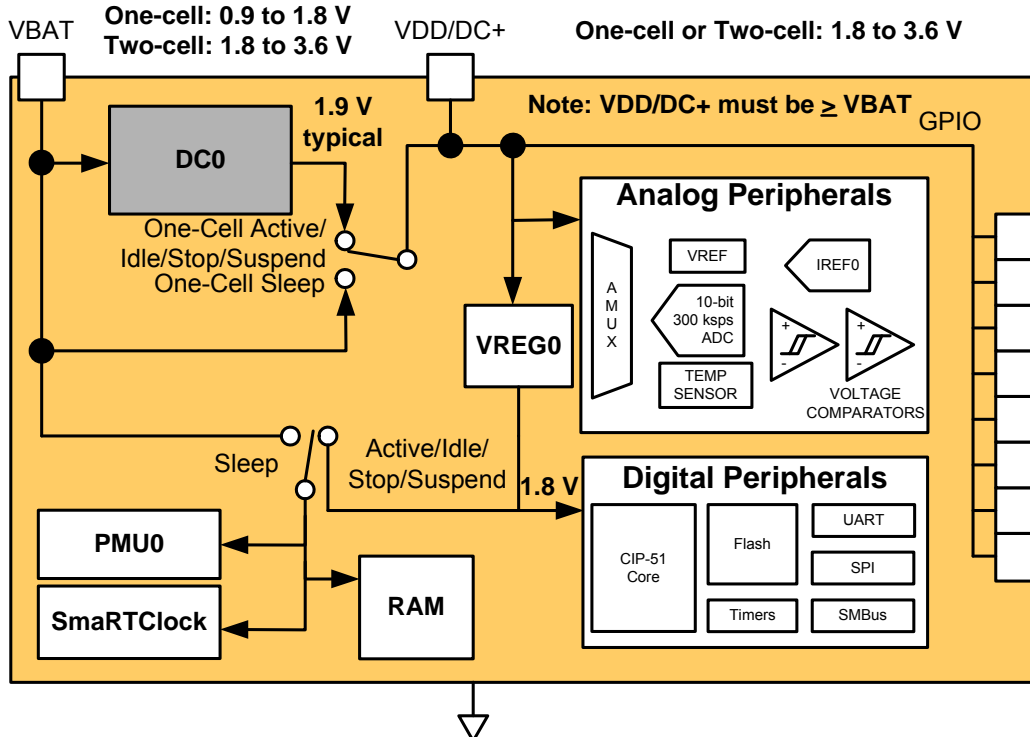 VBAT
One-cell: 0.9 to 1.8 V
Two-cell: 1.8 to 3.6 V
VDD/DC+
One-cell or Two-cell: 1.8 to 3.6 V
Note: VDD/DC+ must be ≥ VBAT
GPIO
1.9 V
typical
DC0
One-Cell Active/
Idle/Stop/Suspend
One-Cell Sleep
VREG0
Analog Peripherals
A
M
U
X
VREF
IREF0
10-bit
300 ksps
ADC
TEMP
SENSOR
+
-
+
-
VOLTAGE
COMPARATORS
Sleep
Active/Idle/
Stop/Suspend
1.8 V
PMU0
SmaRTClock
RAM
Digital Peripherals
CIP-51
Core
Flash
Timers
UART
SPI
SMBus